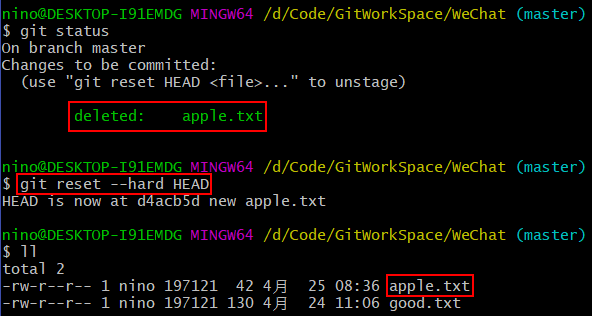 nino@DESKTOP-I91EMDG MINGW64 /d/Code/GitWorkSpace/WeChat (master)
$ git status
On branch master
Changes to be committed:
  (use "git reset HEAD <file>..." to unstage)
        deleted:    apple.txt
nino@DESKTOP-I91EMDG MINGW64 /d/Code/GitWorkSpace/WeChat (master)
$ git reset --hard HEAD
HEAD is now at d4acb5d new apple.txt
nino@DESKTOP-I91EMDG MINGW64 /d/Code/GitWorkSpace/WeChat (master)
$ ll
total 2
-rw-r--r-- 1 nino 197121  42 4月   25 08:36 apple.txt
-rw-r--r-- 1 nino 197121 130 4月   24 11:06 good.txt